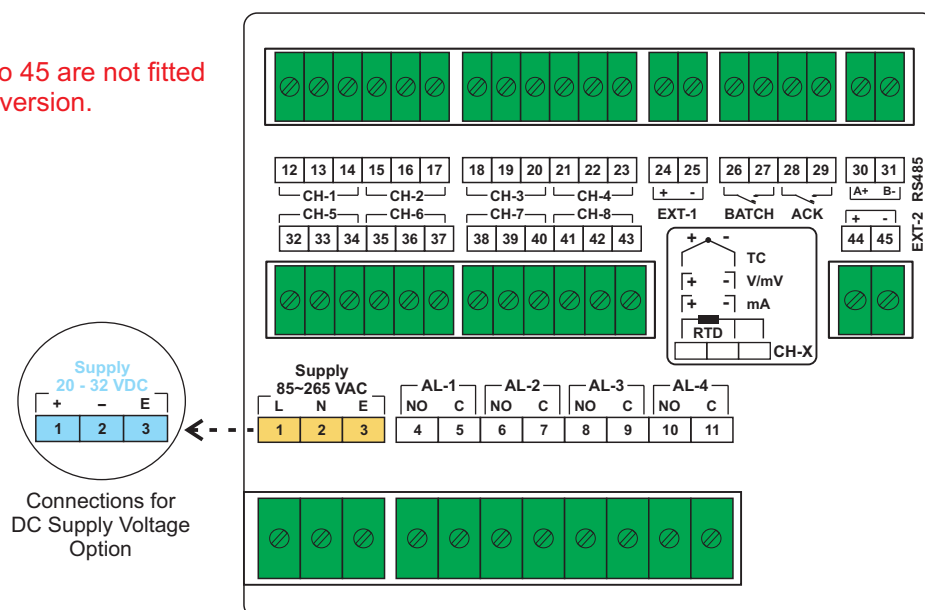 o 45 are not fitted
version.
12 13 14 15 16 17 18 19 20 21 22 23 24 25 26 27 28 29 30 31
CH-1 CH-2 CH-3 CH-4 + - A+ B- RS485
EXT-1 BATCH ACK
CH-5 CH-6 CH-7 CH-8 + - EXT-2
32 33 34 35 36 37 38 39 40 41 42 43 44 45
+ -
TC
+ - V/mV
+ - mA
RTD
CH-X
Supply
20 - 32 VDC
+ – E
1 2 3
Connections for
DC Supply Voltage
Option
Supply
85~265 VAC
L N E
1 2 3
AL-1 AL-2 AL-3 AL-4
NO C NO C NO C NO C
4 5 6 7 8 9 10 11